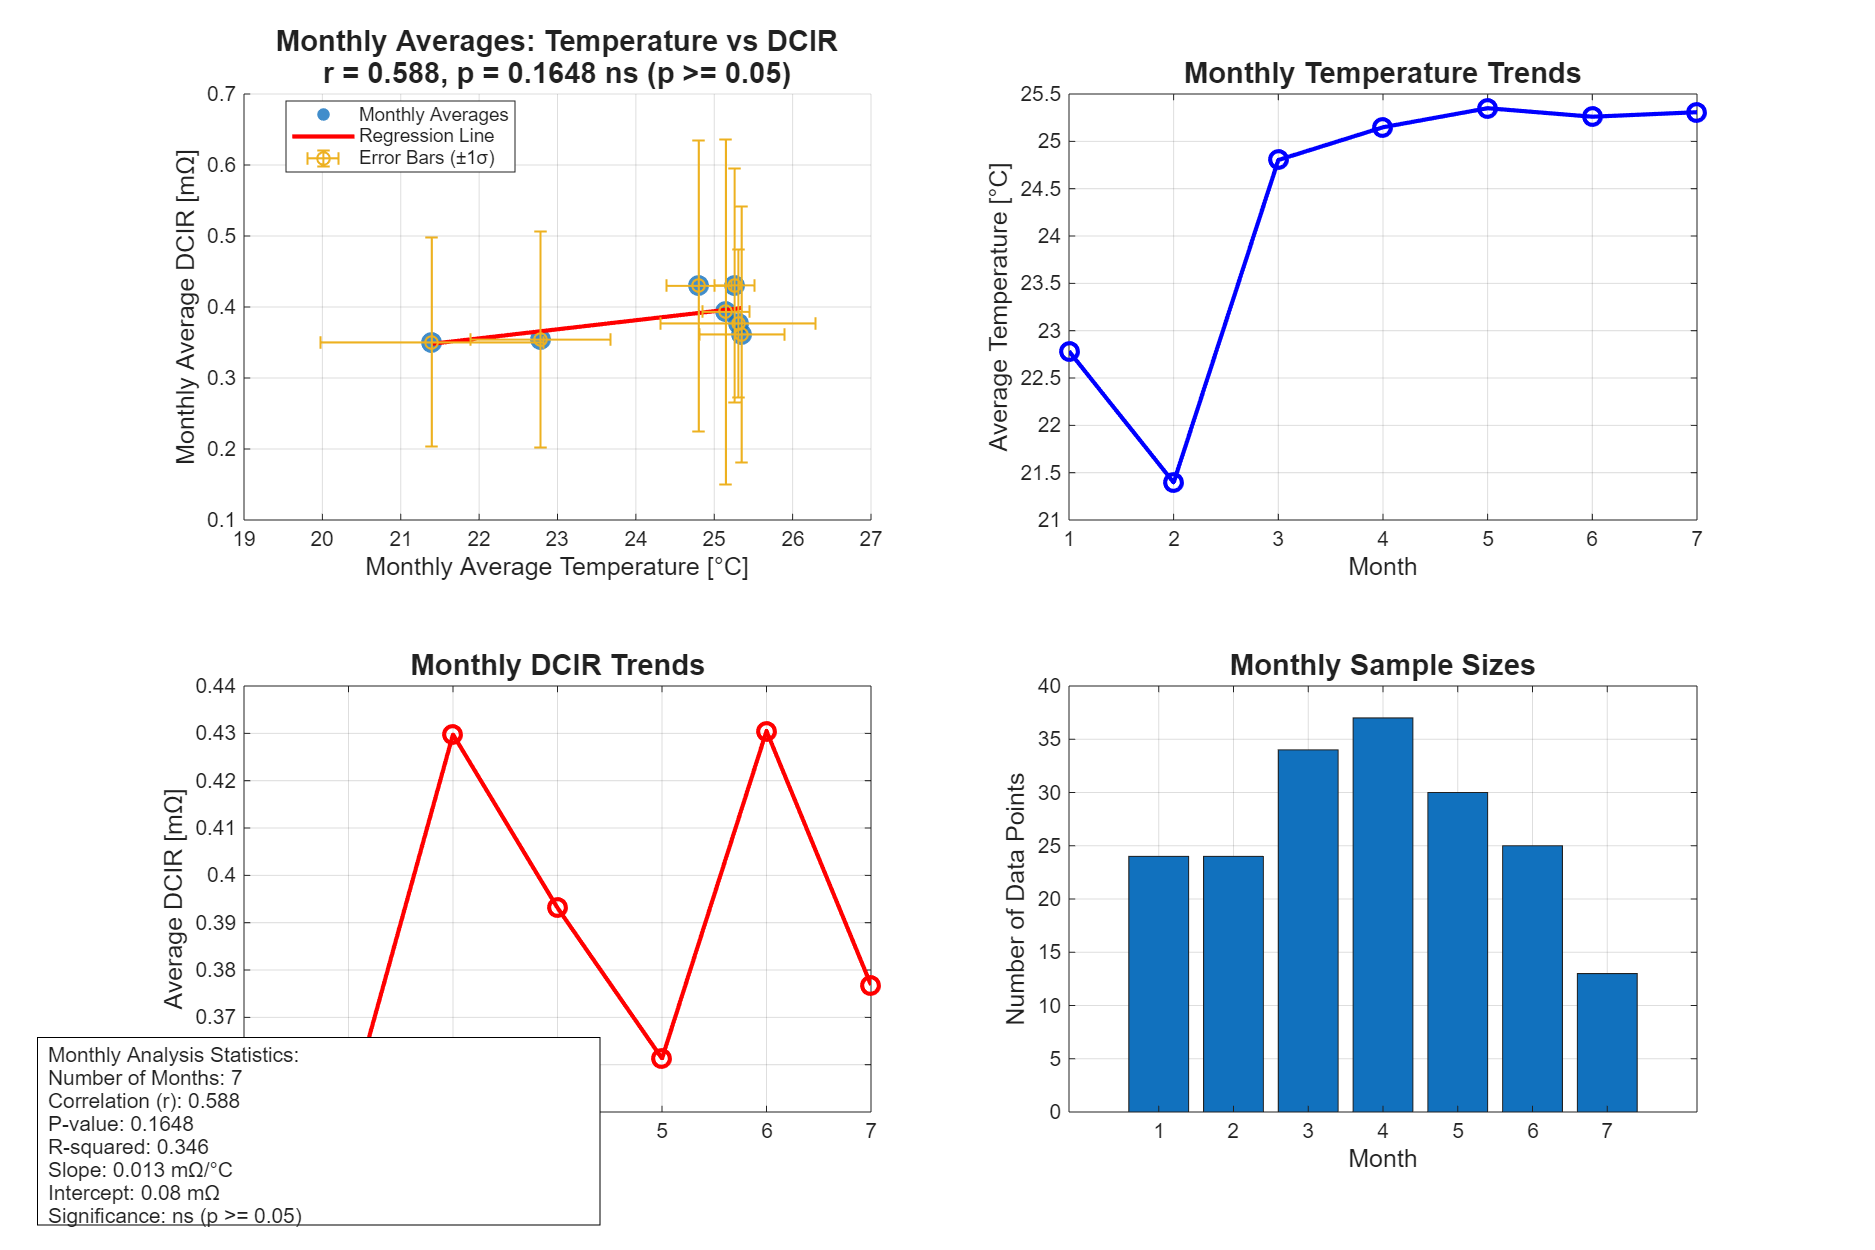 Monthly Averages: Temperature vs DCIR
r = 0.588, p = 0.1648 ns (p >= 0.05)
Monthly Averages
Regression Line
Error Bars (±1σ)
0.7
0.6
0.5
0.4
0.3
0.2
0.1
Monthly Average DCIR [mΩ]
19 20 21 22 23 24 25 26 27
Monthly Average Temperature [°C]
Monthly Temperature Trends
25.5
25
24.5
24
23.5
23
22.5
22
21.5
21
Average Temperature [°C]
1 2 3 4 5 6 7
Month
Monthly DCIR Trends
0.44
0.43
0.42
0.41
0.4
0.39
0.38
0.37
Average DCIR [mΩ]
5 6 7
Monthly Analysis Statistics:
Number of Months: 7
Correlation (r): 0.588
P-value: 0.1648
R-squared: 0.346
Slope: 0.013 mΩ/°C
Intercept: 0.08 mΩ
Significance: ns (p >= 0.05)
Monthly Sample Sizes
40
35
30
25
20
15
10
5
0
Number of Data Points
1 2 3 4 5 6 7
Month